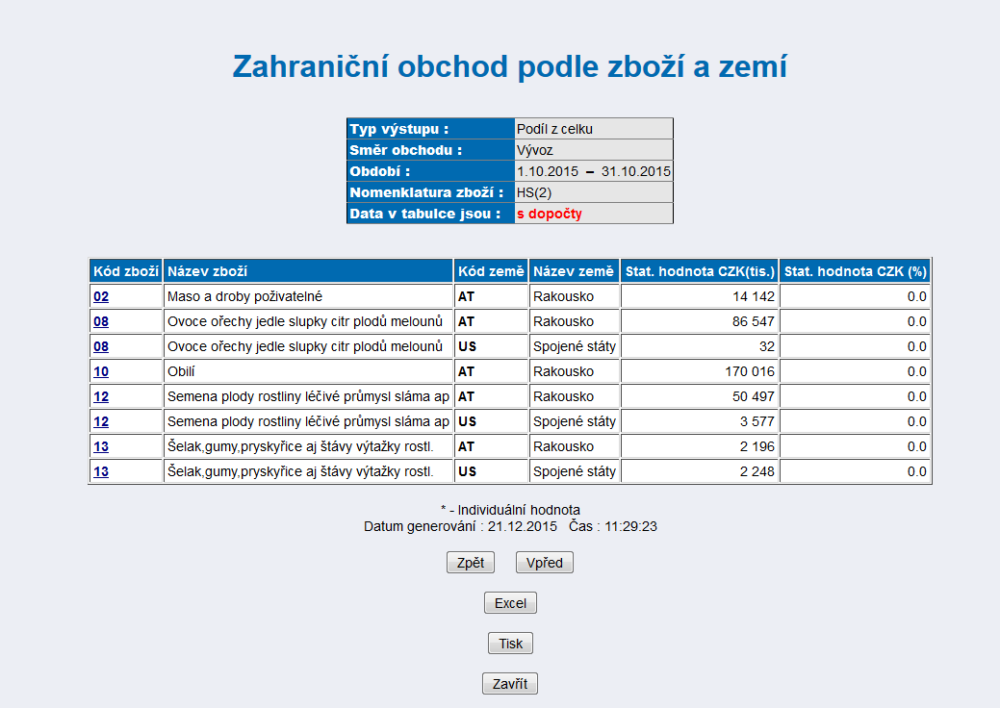 Zahraniční obchod podle zboží a zemí
Typ výstupu : Podíl z celku
Směr obchodu : Vývoz
Období : 1.10.2015 – 31.10.2015
Nomenklatura zboží : HS(2)
Data v tabulce jsou : s dopočty
Kód zboží Název zboží Kód země Název země Stat. hodnota CZK(tis.) Stat. hodnota CZK (%)
02 Maso a droby poživatelné AT Rakousko 14 142 0.0
08 Ovoce ořechy jedle slupky citr plodů melounů AT Rakousko 86 547 0.0
08 Ovoce ořechy jedle slupky citr plodů melounů US Spojené státy 32 0.0
10 Obilí AT Rakousko 170 016 0.0
12 Semena plody rostliny léčivé průmysl sláma ap AT Rakousko 50 497 0.0
12 Semena plody rostliny léčivé průmysl sláma ap US Spojené státy 3 577 0.0
13 Šelak,gumy,pryskyřice aj štávy výtažky rostl. AT Rakousko 2 196 0.0
13 Šelak,gumy,pryskyřice aj štávy výtažky rostl. US Spojené státy 2 248 0.0
* - Individuální hodnota
Datum generování : 21.12.2015 Čas : 11:29:23
Zpět Vpřed
Excel
Tisk
Zavřít